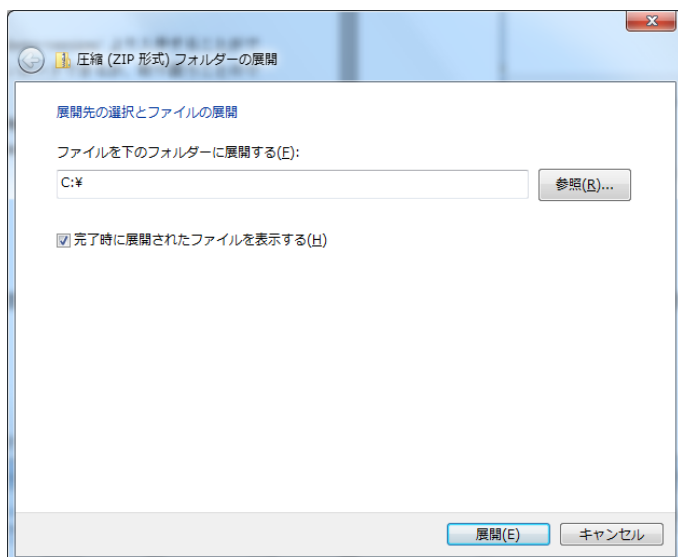 圧縮 (ZIP 形式) フォルダーの展開
展開先の選択とファイルの展開
ファイルを下のフォルダーに展開する(F):
C:¥
参照(R)...
完了時に展開されたファイルを表示する(H)
展開(E)
キャンセル